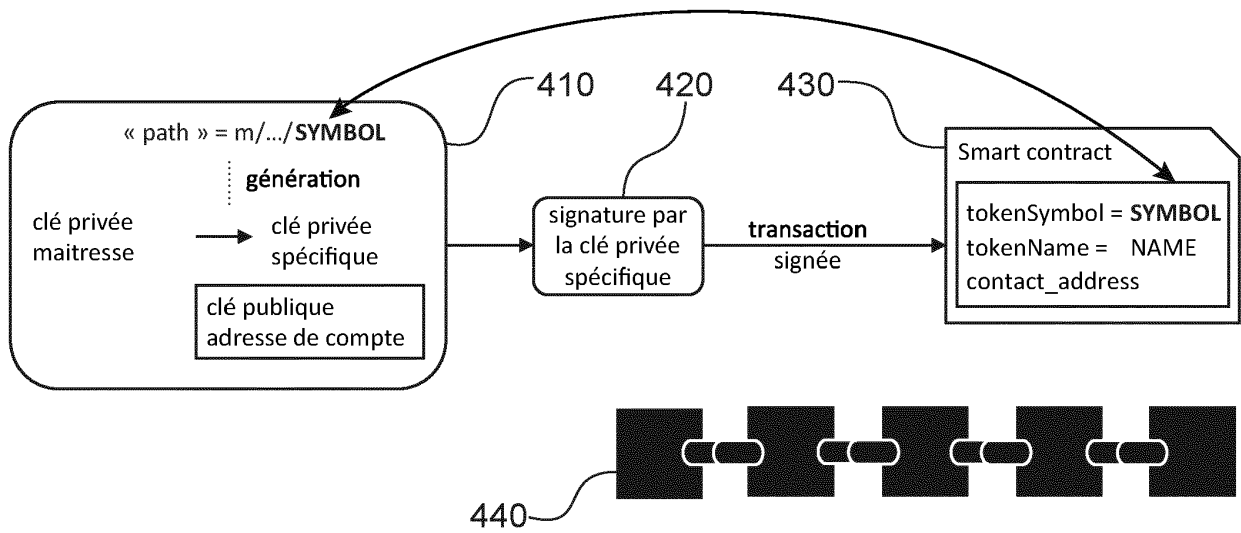 410
420
430
« path » = m/.../SYMBOL
génération
clé privée
maitresse
clé privée
spécifique
clé publique
adresse de compte
signature par
la clé privée
spécifique
transaction
signée
Smart contract
tokenSymbol = SYMBOL
tokenName = NAME
contact_address
440